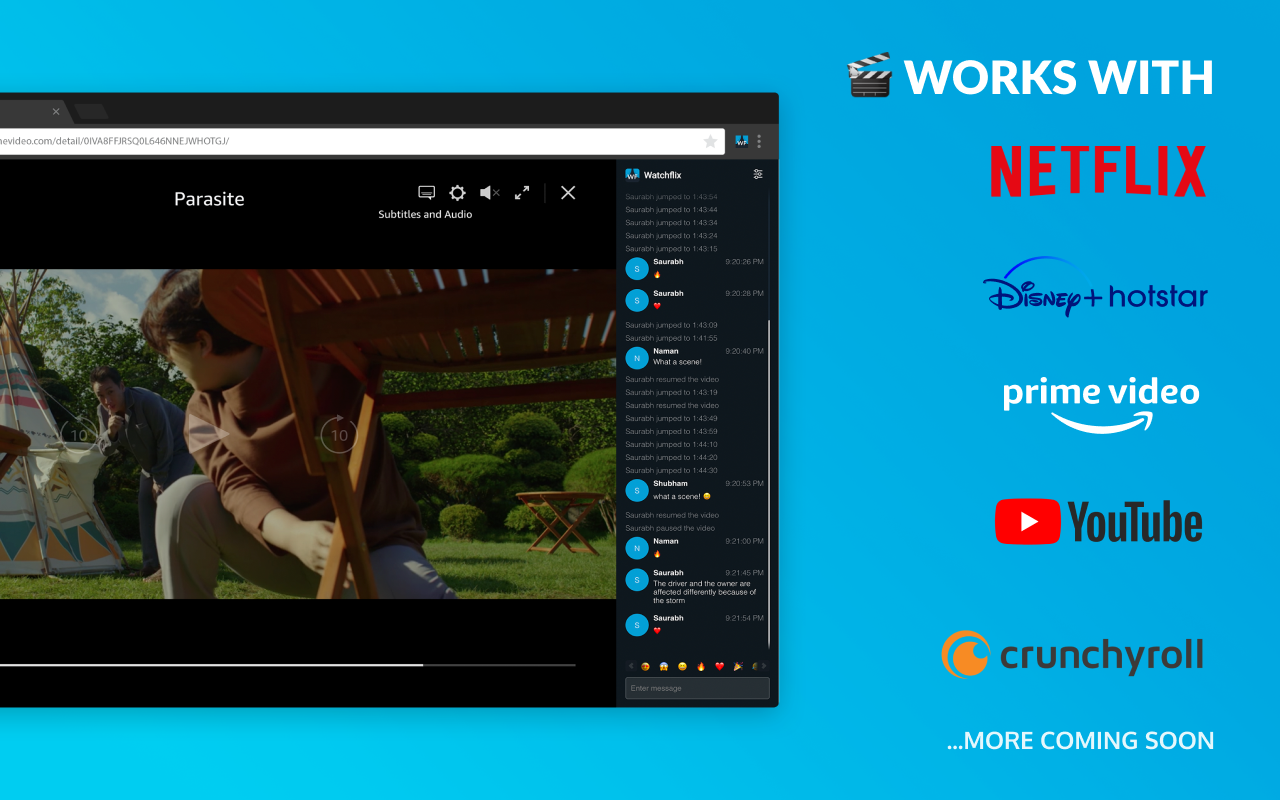 WORKS WITH
NETFLIX
Disney+ hotstar
prime video
YouTube
crunchyroll
...MORE COMING SOON
nevideo.com/detail/0IVA8FFJRSQ0L646NNEJWHOTGJ/
WF
Parasite
Subtitles and Audio
10
10
WF Watchflix
Saurabh jumped to 1:43:54
Saurabh jumped to 1:43:44
Saurabh jumped to 1:43:34
Saurabh jumped to 1:43:24
Saurabh jumped to 1:43:15
S Saurabh 9:20:26 PM
🔥
S Saurabh 9:20:28 PM
❤️
Saurabh jumped to 1:43:09
Saurabh jumped to 1:41:55
N Naman 9:20:40 PM
What a scene!
Saurabh resumed the video
Saurabh jumped to 1:43:19
Saurabh resumed the video
Saurabh jumped to 1:43:49
Saurabh jumped to 1:43:59
Saurabh jumped to 1:44:10
Saurabh jumped to 1:44:20
Saurabh jumped to 1:44:30
S Shubham 9:20:53 PM
what a scene! 😀
Saurabh resumed the video
Saurabh paused the video
N Naman 9:21:00 PM
🔥
S Saurabh 9:21:45 PM
The driver and the owner are
affected differently because of
the storm
S Saurabh 9:21:54 PM
❤️
Enter message